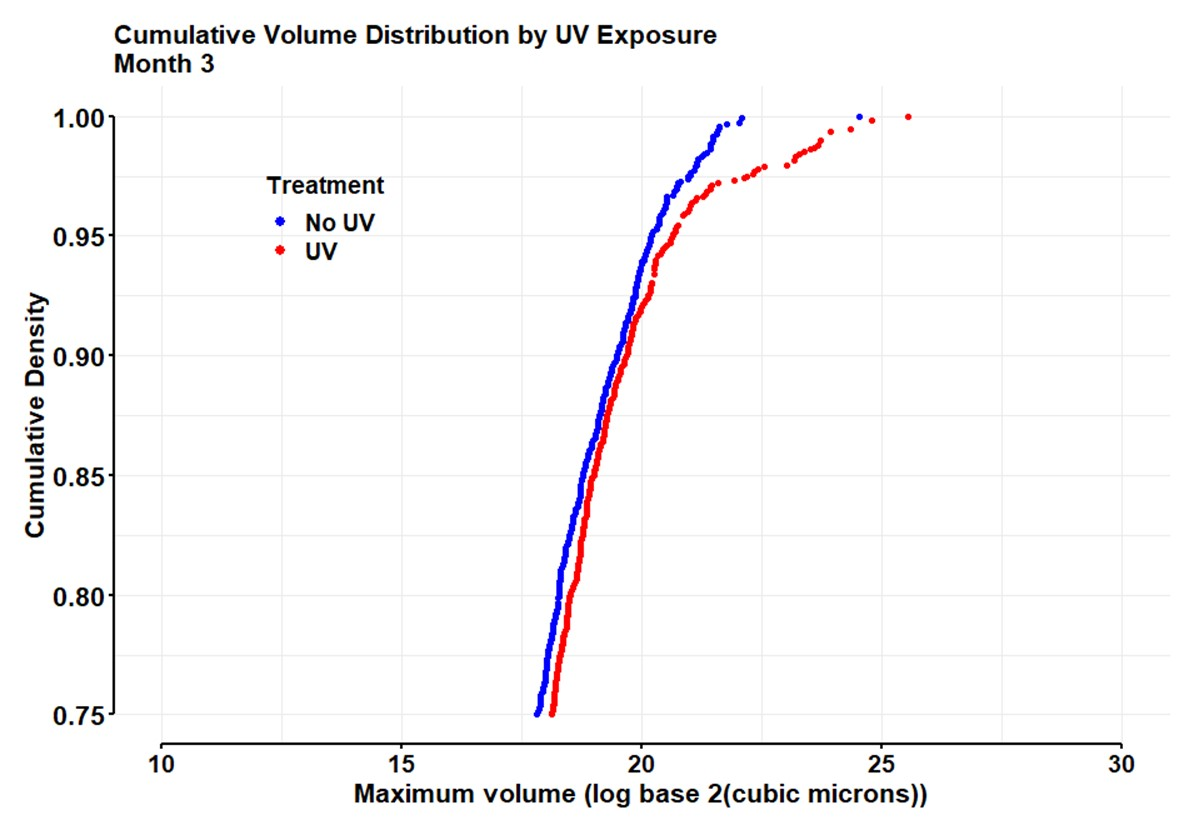 Cumulative Volume Distribution by UV Exposure
Month 3
1.00
Treatment
No UV
UV
0.95
0.90
0.85
0.80
0.75
Cumulative Density
10 15 20 25 30
Maximum volume (log base 2(cubic microns))